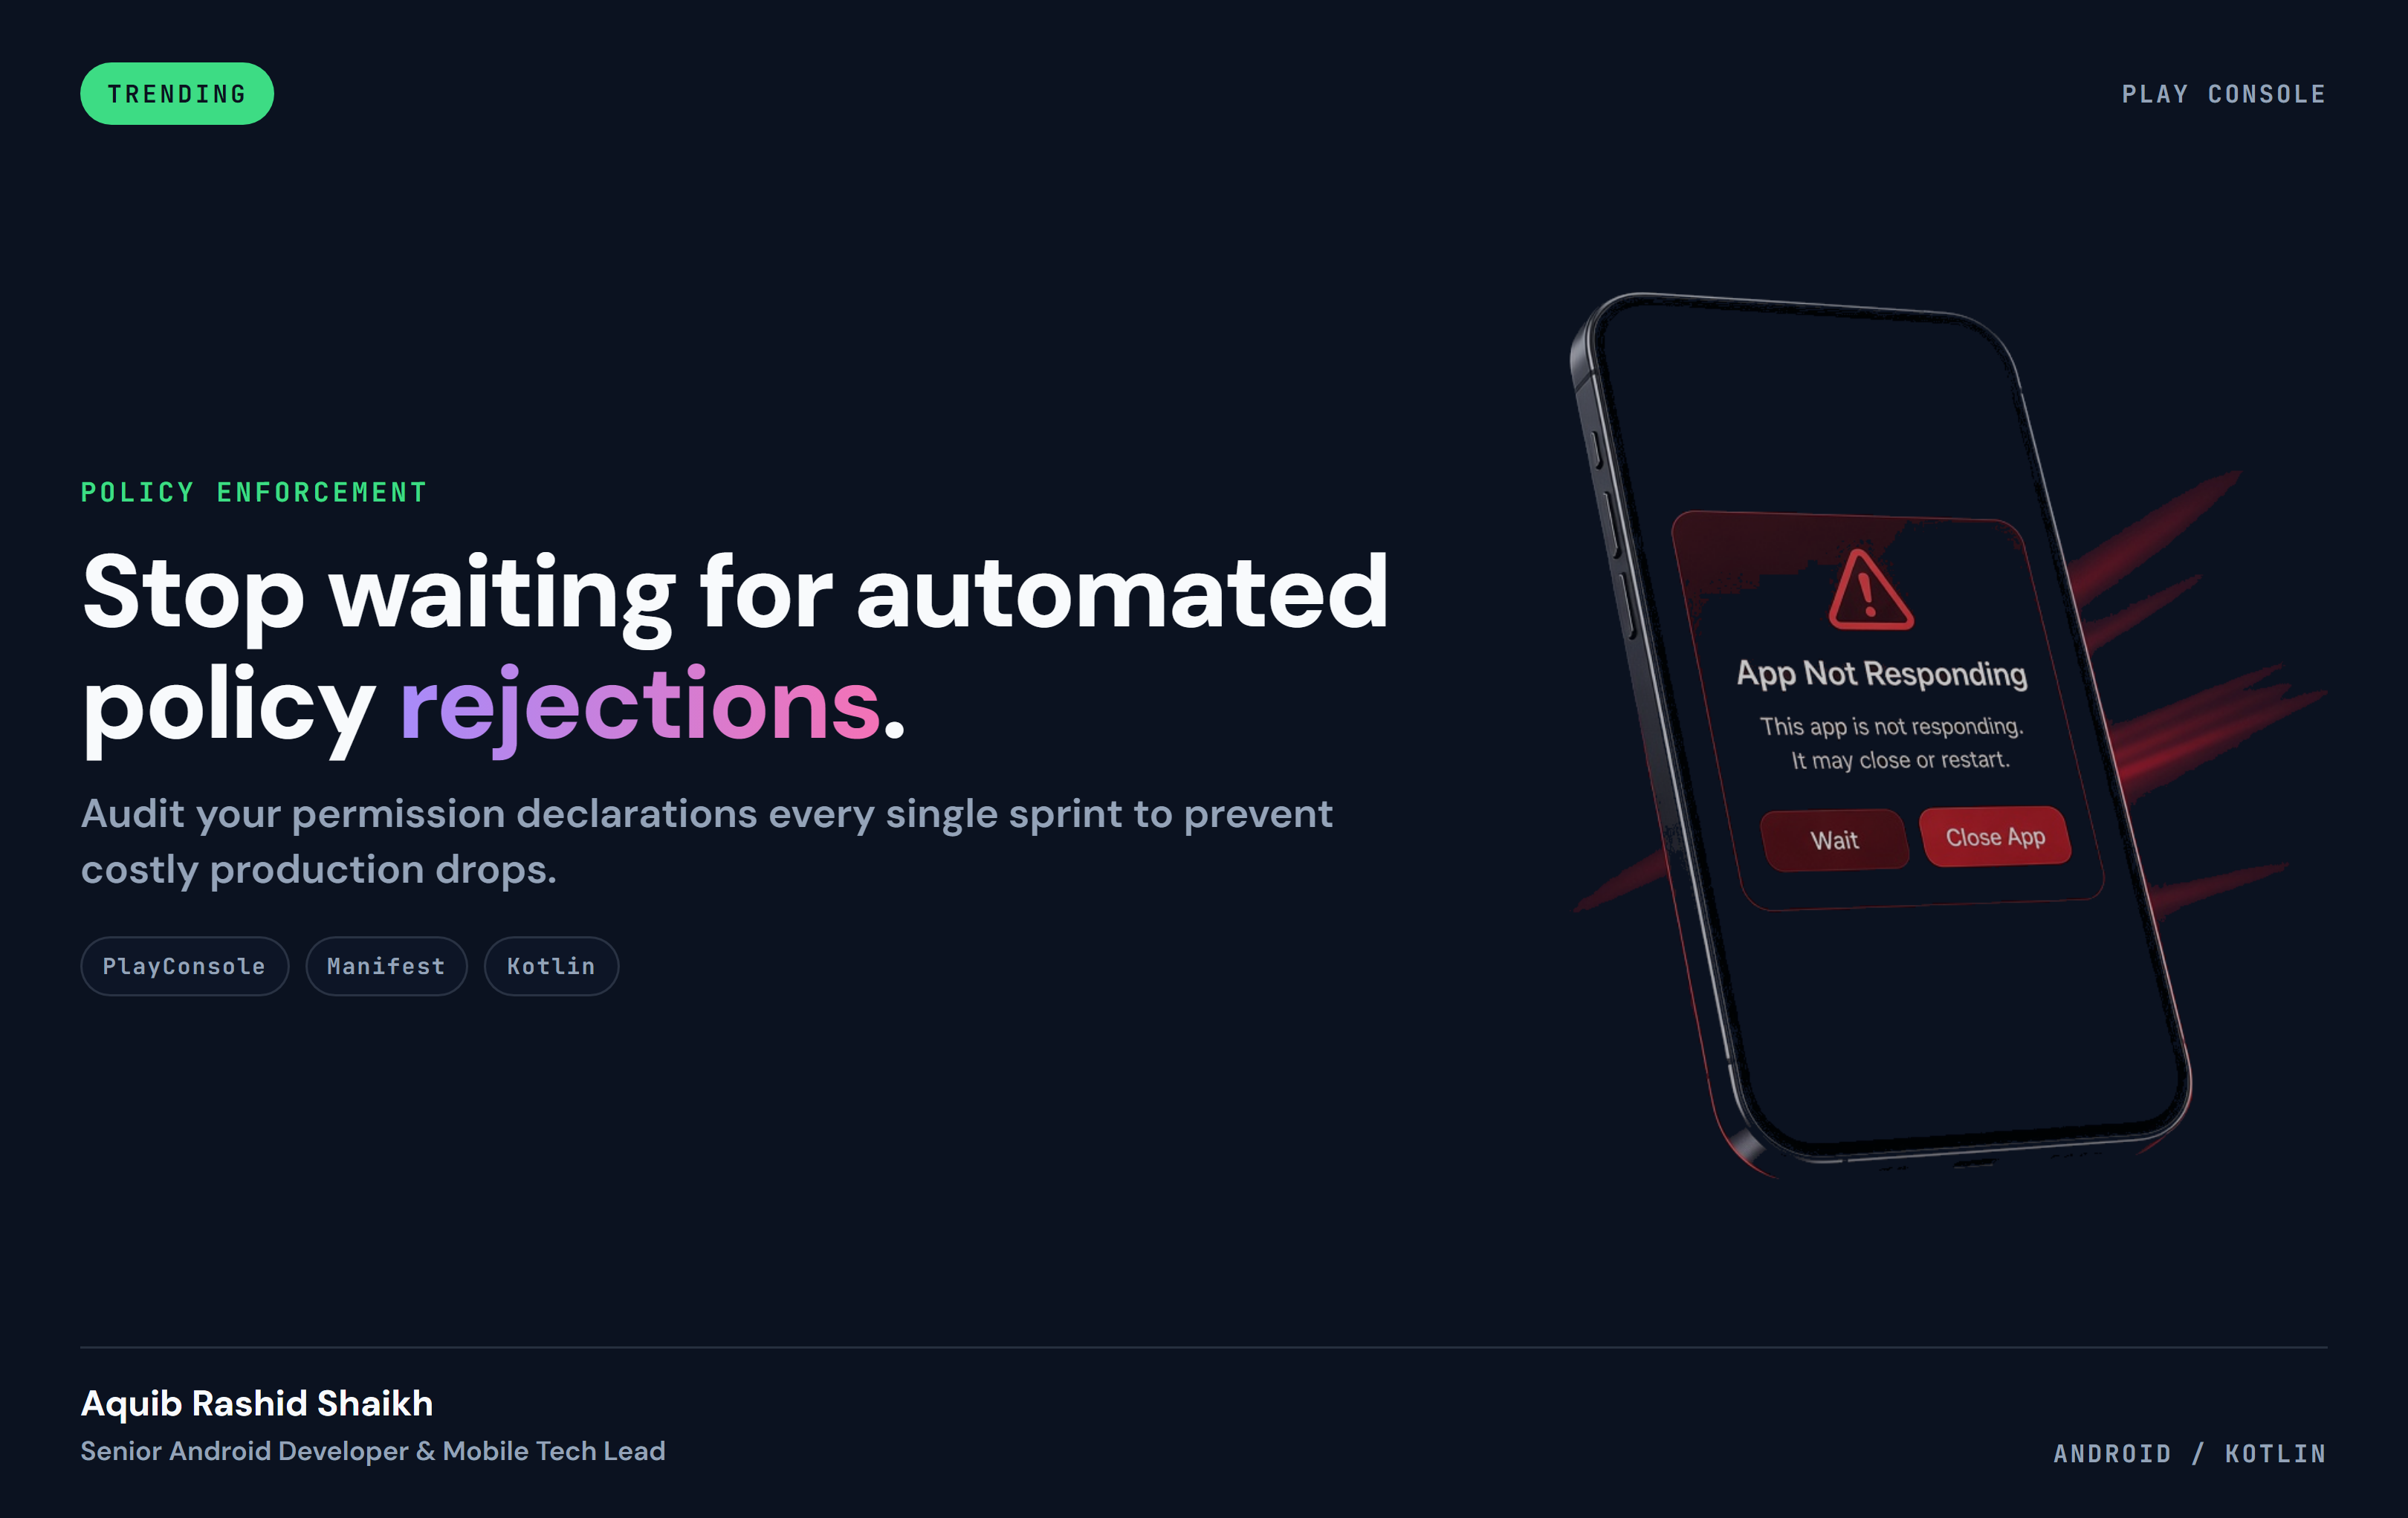 TRENDING
PLAY CONSOLE
POLICY ENFORCEMENT
Stop waiting for automated
policy rejections.
Audit your permission declarations every single sprint to prevent
costly production drops.
PlayConsole
Manifest
Kotlin
App Not Responding
This app is not responding.
It may close or restart.
Wait
Close App
Aquib Rashid Shaikh
Senior Android Developer & Mobile Tech Lead
ANDROID / KOTLIN